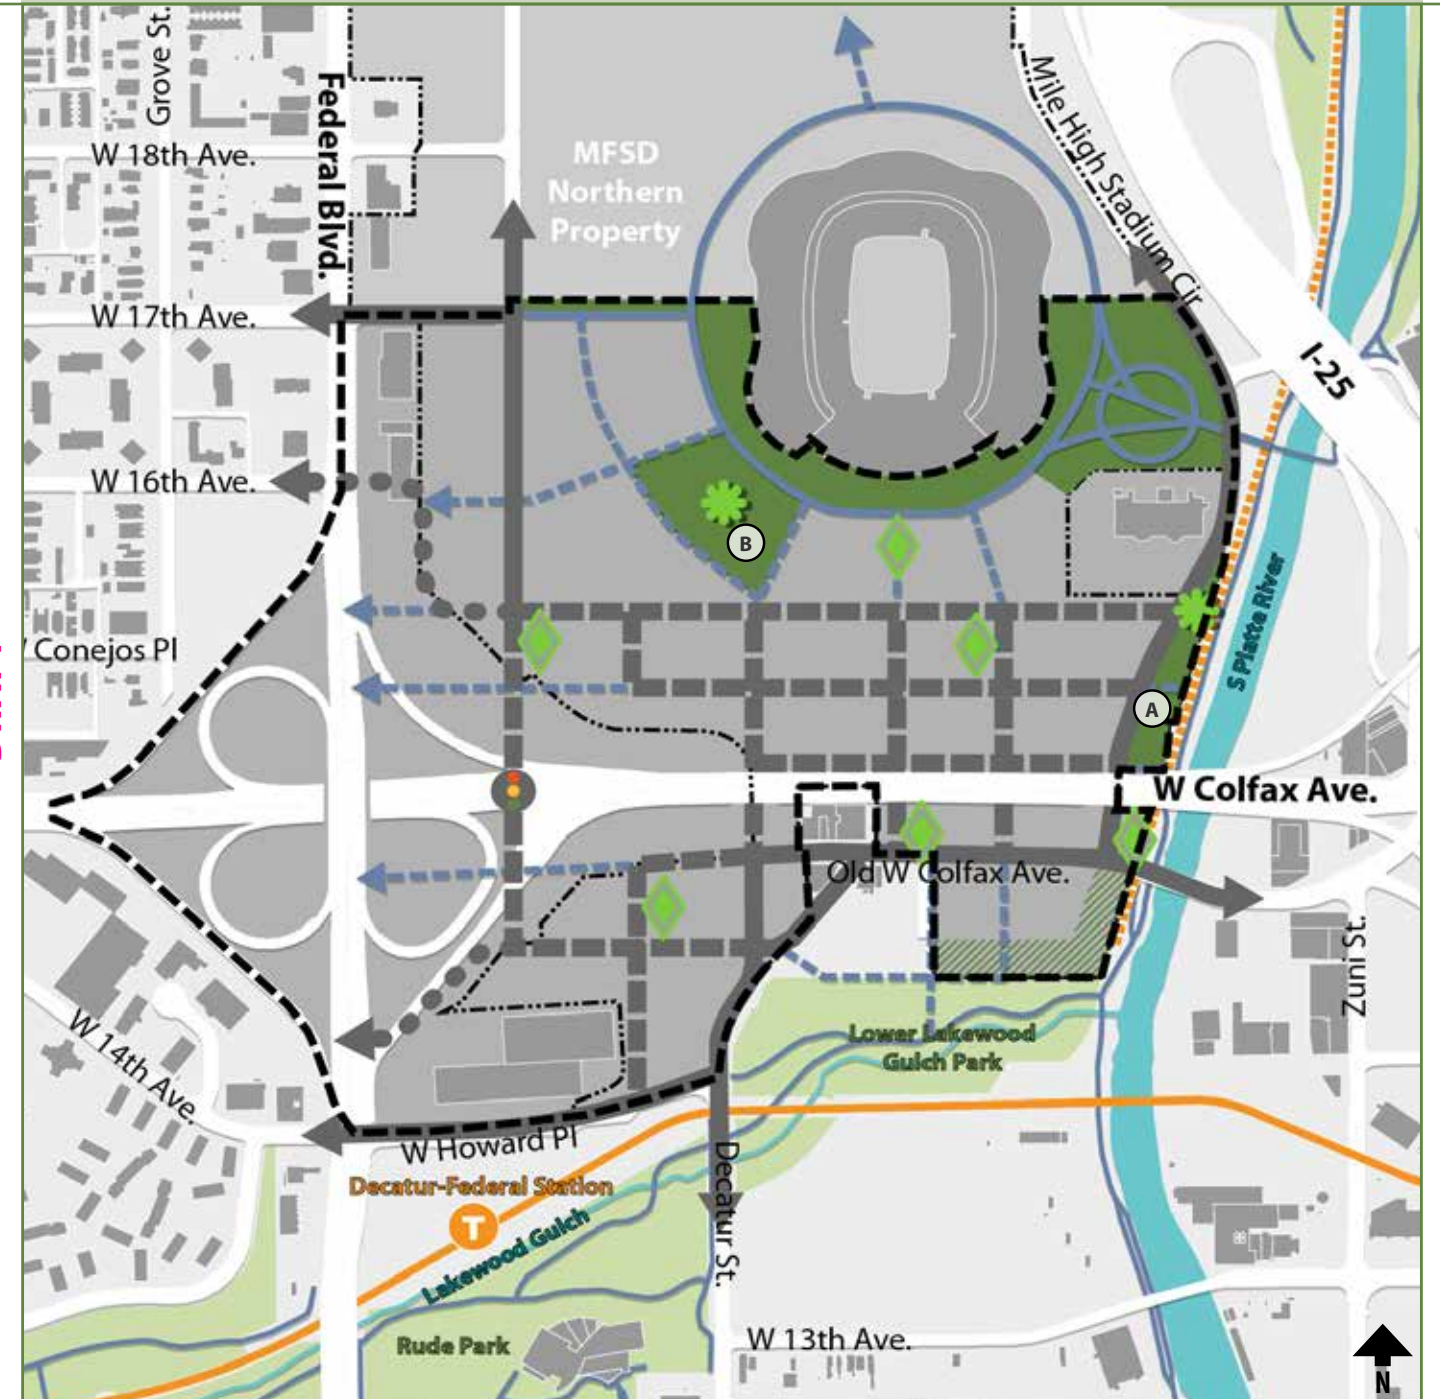 Grove St.
Federal Blvd.
W 18th Ave.
MFSD
Northern
Property
Mile High Stadium Cir
W 17th Ave.
I-25
W 16th Ave.
B
S Platte River
Conejos Pl
A
W Colfax Ave.
Old W Colfax Ave.
Zuni St.
W 14th Ave.
Lower Lakewood
Gulch Park
W Howard Pl
Decatur-Federal Station
T
Decatur St.
Lakewood Gulch
Rude Park
W 13th Ave.
N